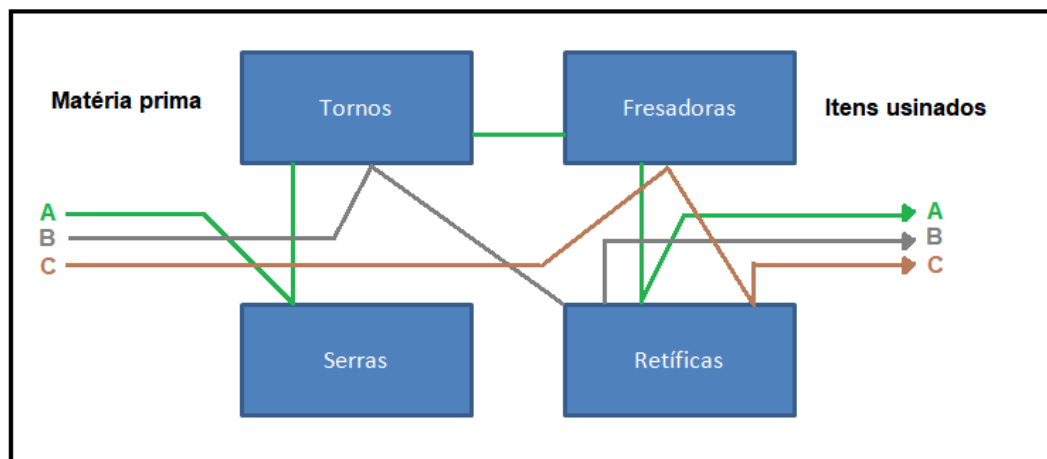 Matéria prima
Tornos
Fresadoras
Itens usinados
A
B
C
A
B
C
Serras
Retíficas